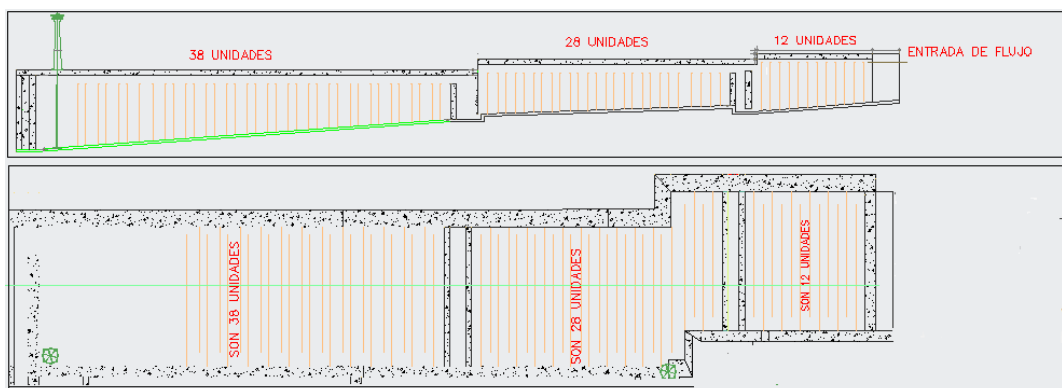 38 UNIDADES
28 UNIDADES
12 UNIDADES
ENTRADA DE FLUJO
SON 38 UNIDADES
SON 28 UNIDADES
SON 12 UNIDADES